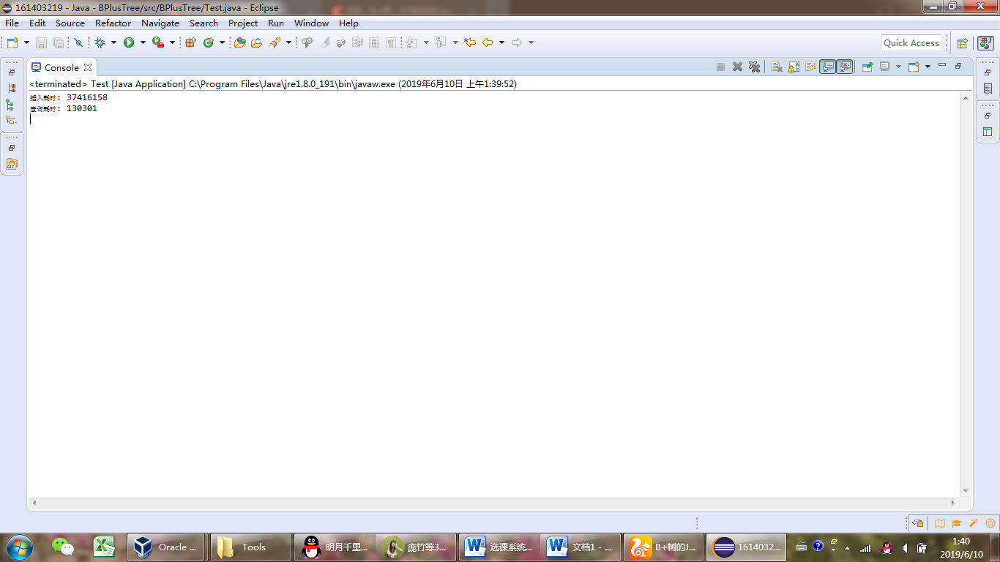 161403219 - Java - BPlusTree/src/BPlusTree/Test.java - Eclipse
File Edit Source Refactor Navigate Search Project Run Window Help
Quick Access
Console
<terminated> Test [Java Application] C:\Program Files\Java\jre1.8.0_191\bin\javaw.exe (2019年6月10日 上午1:39:52)
插入耗时: 37416158
查询耗时: 130301
GIT
Oracle ... Tools 明月千里... 庞竹等3... 选课系统... 文档1 - ... B+树的J... 1614032... 1:40
2019/6/10